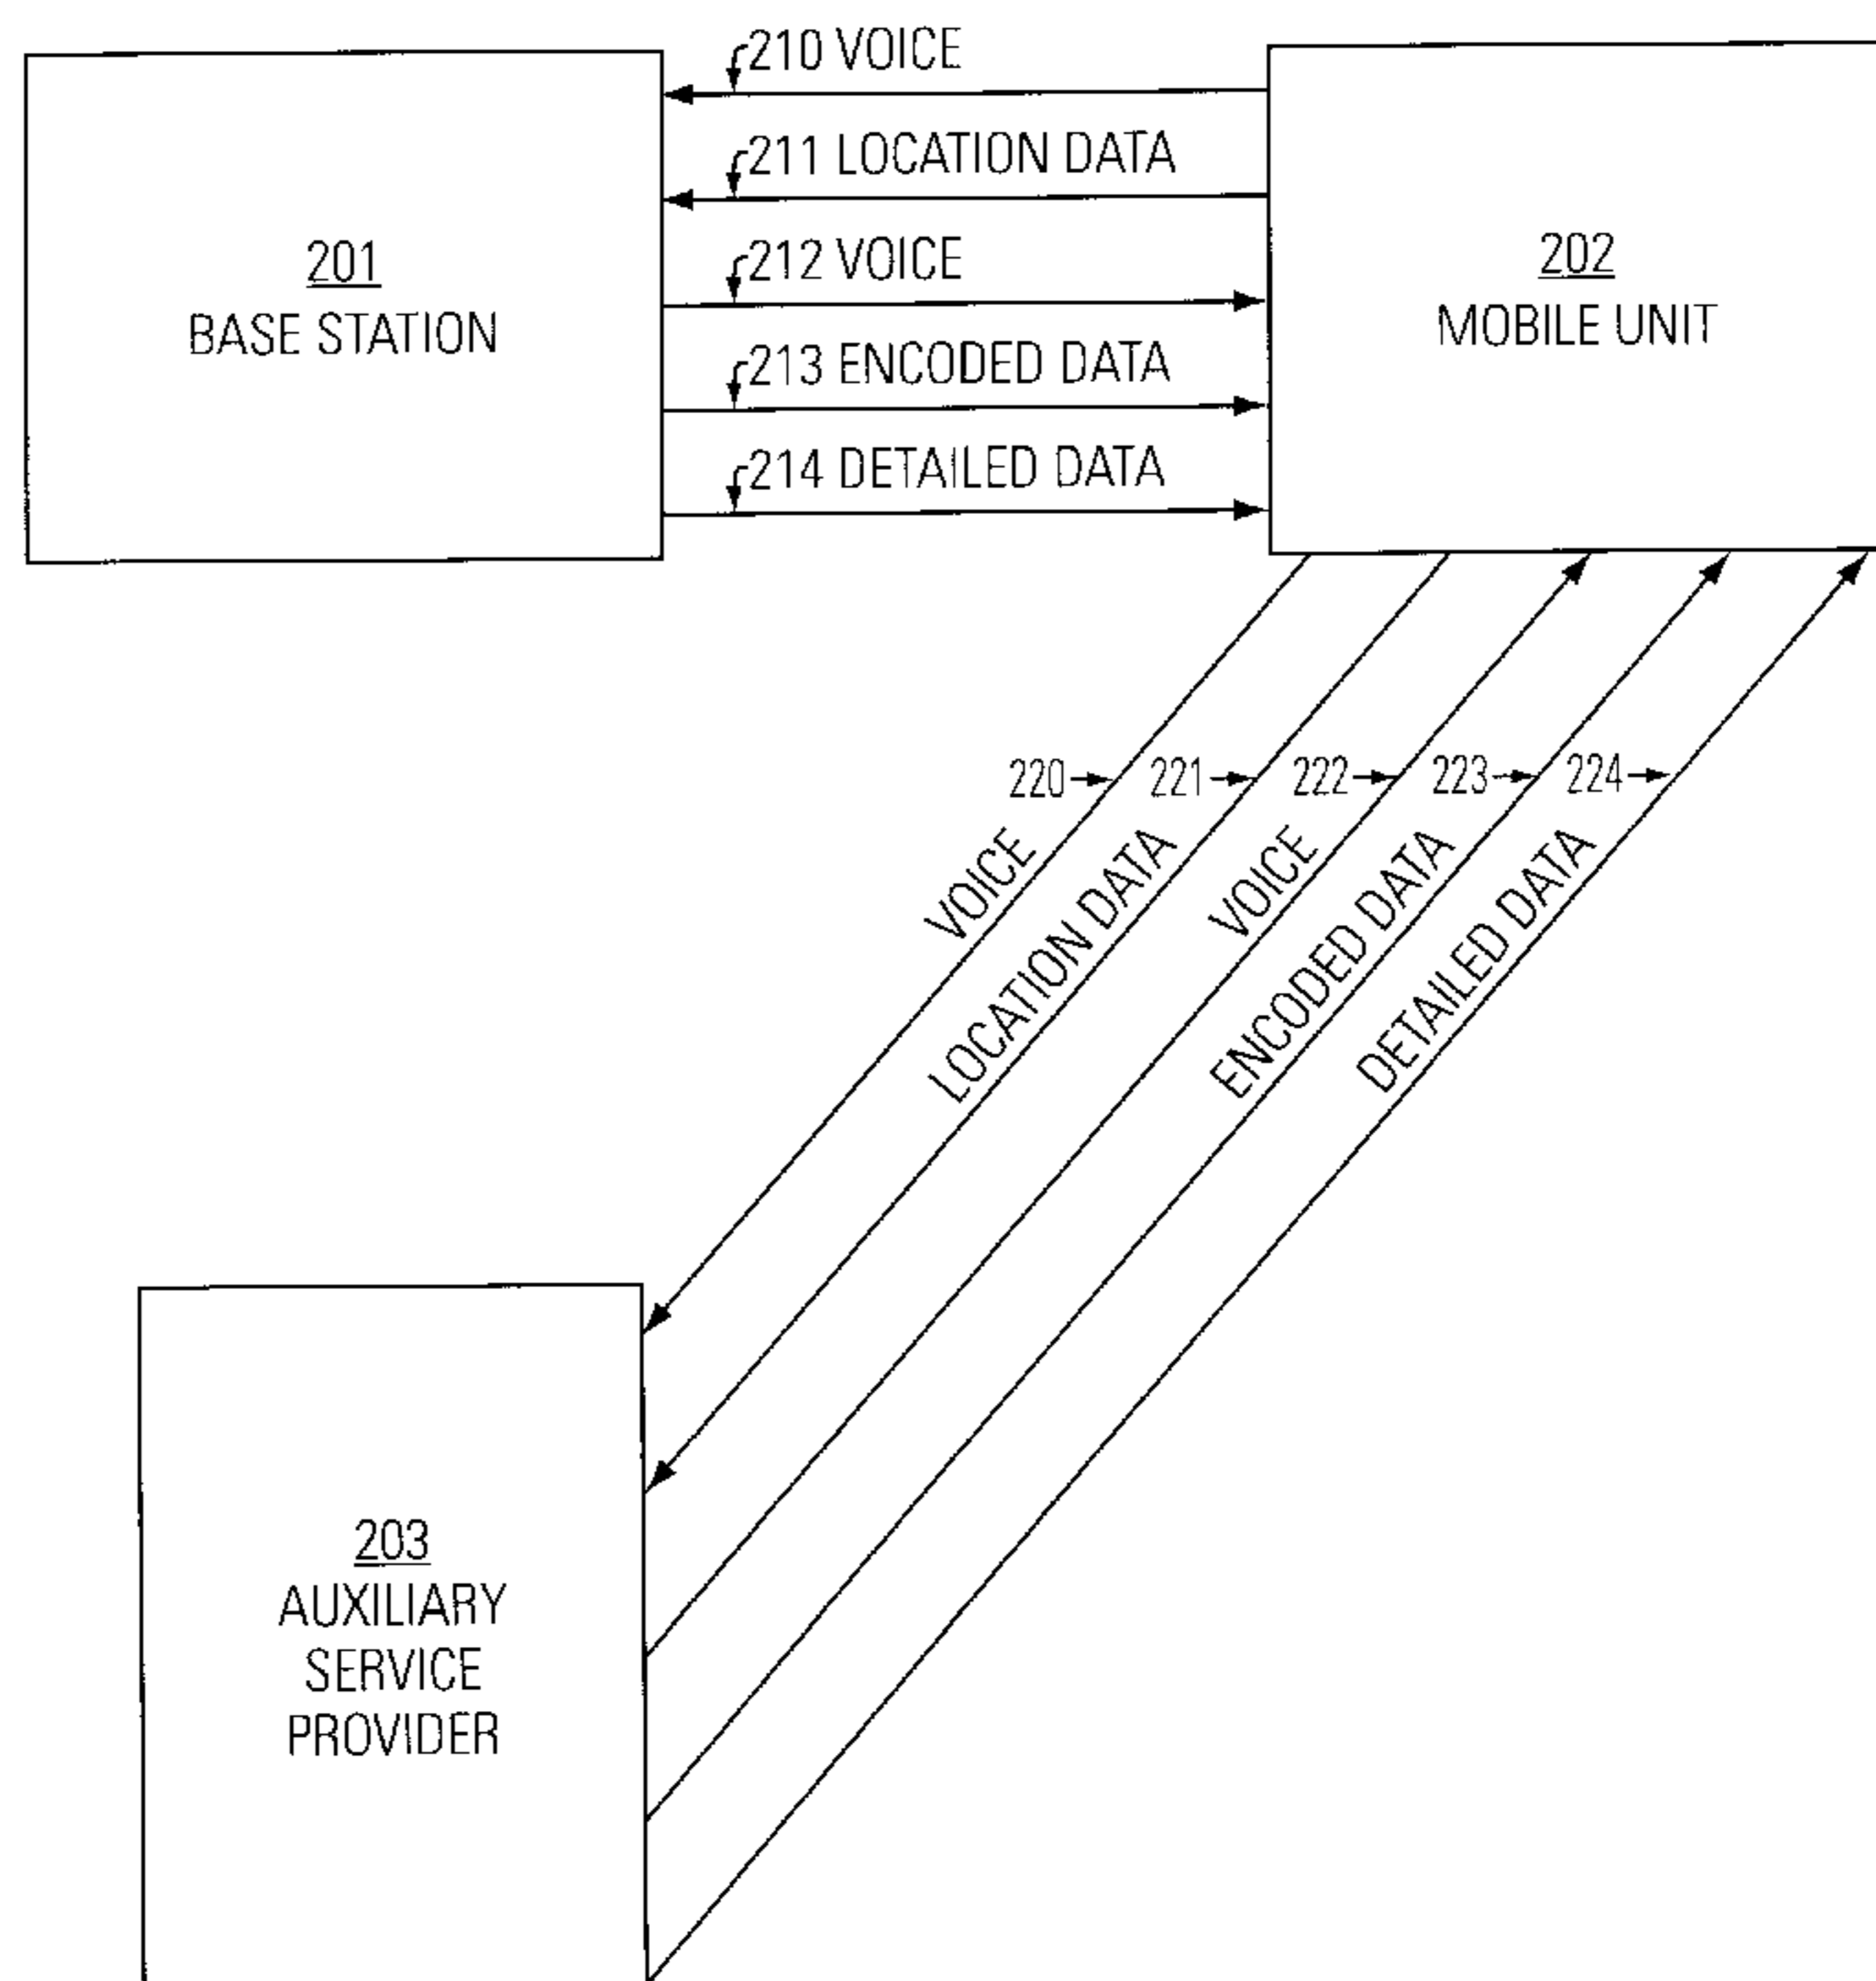 210 VOICE
211 LOCATION DATA
201
BASE STATION
212 VOICE
202
MOBILE UNIT
213 ENCODED DATA
214 DETAILED DATA
220
221
222
223
224
VOICE
LOCATION DATA
VOICE
ENCODED DATA
DETAILED DATA
203
AUXILIARY
SERVICE
PROVIDER